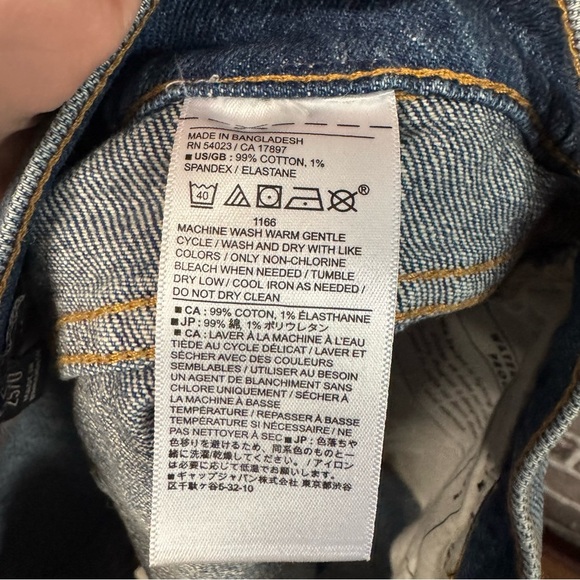 MADE IN BANGLADESH
RN 54023 / CA 17897
■ US/GB : 99% COTTON, 1%
SPANDEX / ELASTANE
40
®
1166
MACHINE WASH WARM GENTLE
CYCLE / WASH AND DRY WITH LIKE
COLORS / ONLY NON-CHLORINE
BLEACH WHEN NEEDED / TUMBLE
DRY LOW / COOL IRON AS NEEDED /
DO NOT DRY CLEAN
■ CA : 99% COTTON, 1% ÉLASTHANNE
■ JP : 99% 綿, 1% ポリウレタン
■ CA : LAVER À LA MACHINE À L'EAU
TIÈDE AU CYCLE DÉLICAT / LAVER ET
SÉCHER AVEC DES COULEURS
SEMBLABLES / UTILISER AU BESOIN
UN AGENT DE BLANCHIMENT SANS
CHLORE UNIQUEMENT / SÉCHER À
LA MACHINE À BASSE
TEMPÉRATURE / REPASSER À BASSE
TEMPÉRATURE SI NÉCESSAIRE / NE
PAS NETTOYER À SEC ■ JP : 色落ちや
色移りを避けるため、同系色のものと一
緒に洗濯/乾燥してください。/ アイロン
は必要に応じて低温でお願いします。
■ ギャップジャパン株式会社 東京都渋谷
区千駄ヶ谷5-32-10